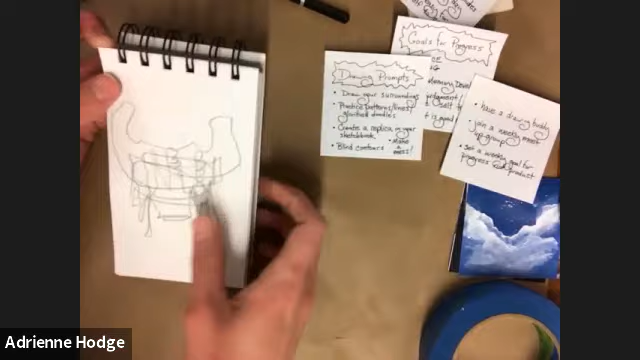 Goals for Progress
Drawing Prompts
• Draw your surroundings
• Practice patterns/lines/
glorified doodles
• Create a replica in your
sketchbook
• Make
a
mess!
• Blind contours
• have a drawing buddy
• join a weekly meet
up group
• Set a weekly goal for
progress not product
Adrienne Hodge